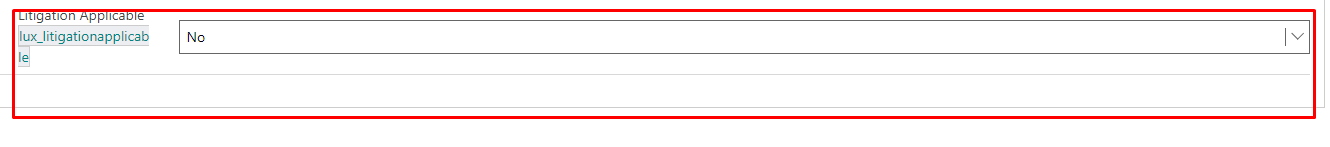 Litigation Applicable
lux_litigationapplicab
le
No